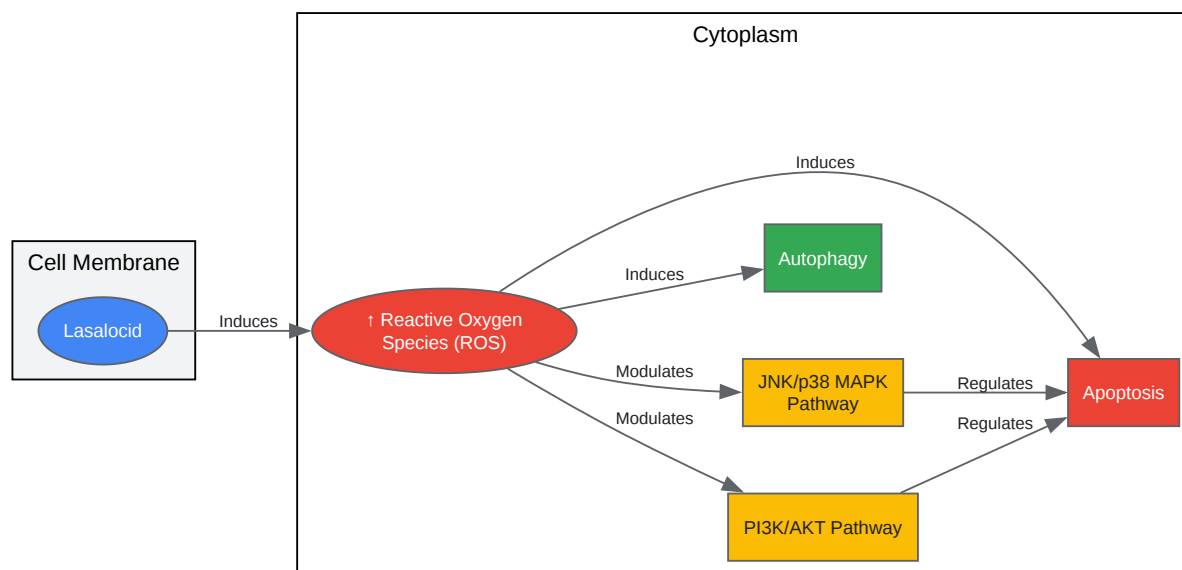 Cytoplasm
Induces
Cell Membrane
Autophagy
Induces
Lasalocid
Induces
↑ Reactive Oxygen
Species (ROS)
Modulates
JNK/p38 MAPK
Pathway
Regulates
Apoptosis
Modulates
Regulates
PI3K/AKT Pathway